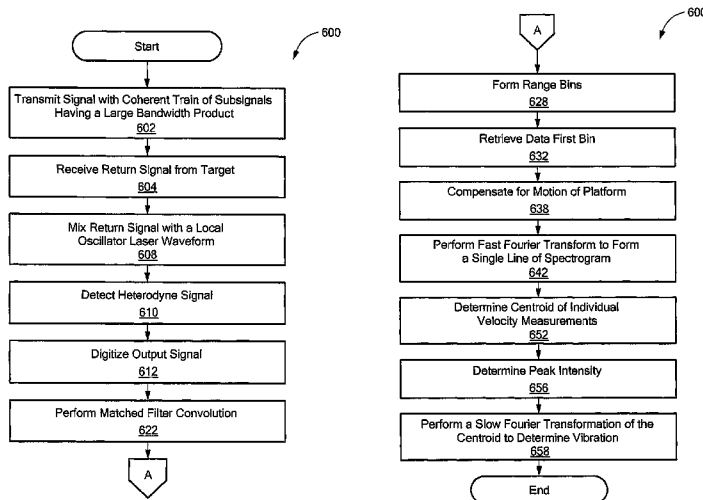 600
Start
Transmit Signal with Coherent Train of Subsignals
Having a Large Bandwidth Product
602
Receive Return Signal from Target
604
Mix Return Signal with a Local
Oscillator Laser Waveform
608
Detect Heterodyne Signal
610
Digitize Output Signal
612
Perform Matched Filter Convolution
622
A
600
A
Form Range Bins
628
Retrieve Data First Bin
632
Compensate for Motion of Platform
638
Perform Fast Fourier Transform to Form
a Single Line of Spectrogram
642
Determine Centroid of Individual
Velocity Measurements
652
Determine Peak Intensity
656
Perform a Slow Fourier Transformation of the
Centroid to Determine Vibration
658
End